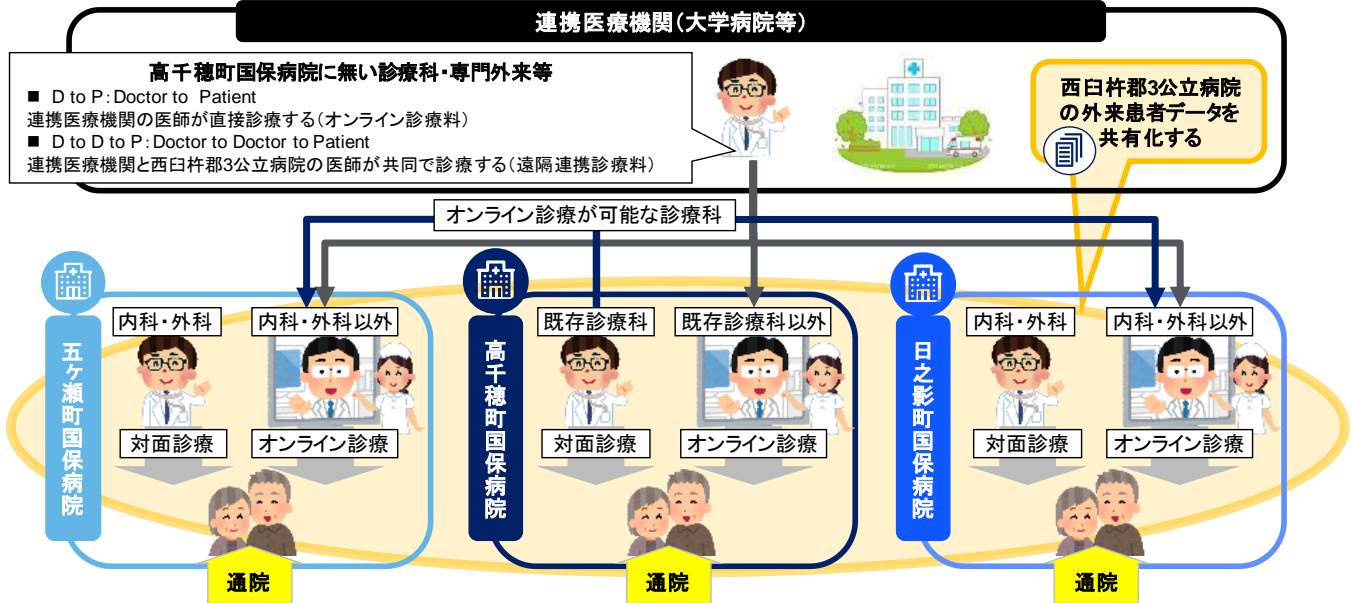 連携医療機関(大学病院等)
高千穂町国保病院に無い診療科・専門外来等
■ D to P:Doctor to Patient
連携医療機関の医師が直接診療する(オンライン診療料)
■ D to D to P:Doctor to Doctor to Patient
連携医療機関と西臼杵郡3公立病院の医師が共同で診療する(遠隔連携診療料)
西臼杵郡3公立病院
の外来患者データを
共有化する
オンライン診療が可能な診療科
五ヶ瀬町国保病院
内科・外科
内科・外科以外
対面診療
オンライン診療
通院
高千穂町国保病院
既存診療科
既存診療科以外
対面診療
オンライン診療
通院
日之影町国保病院
内科・外科
内科・外科以外
対面診療
オンライン診療
通院